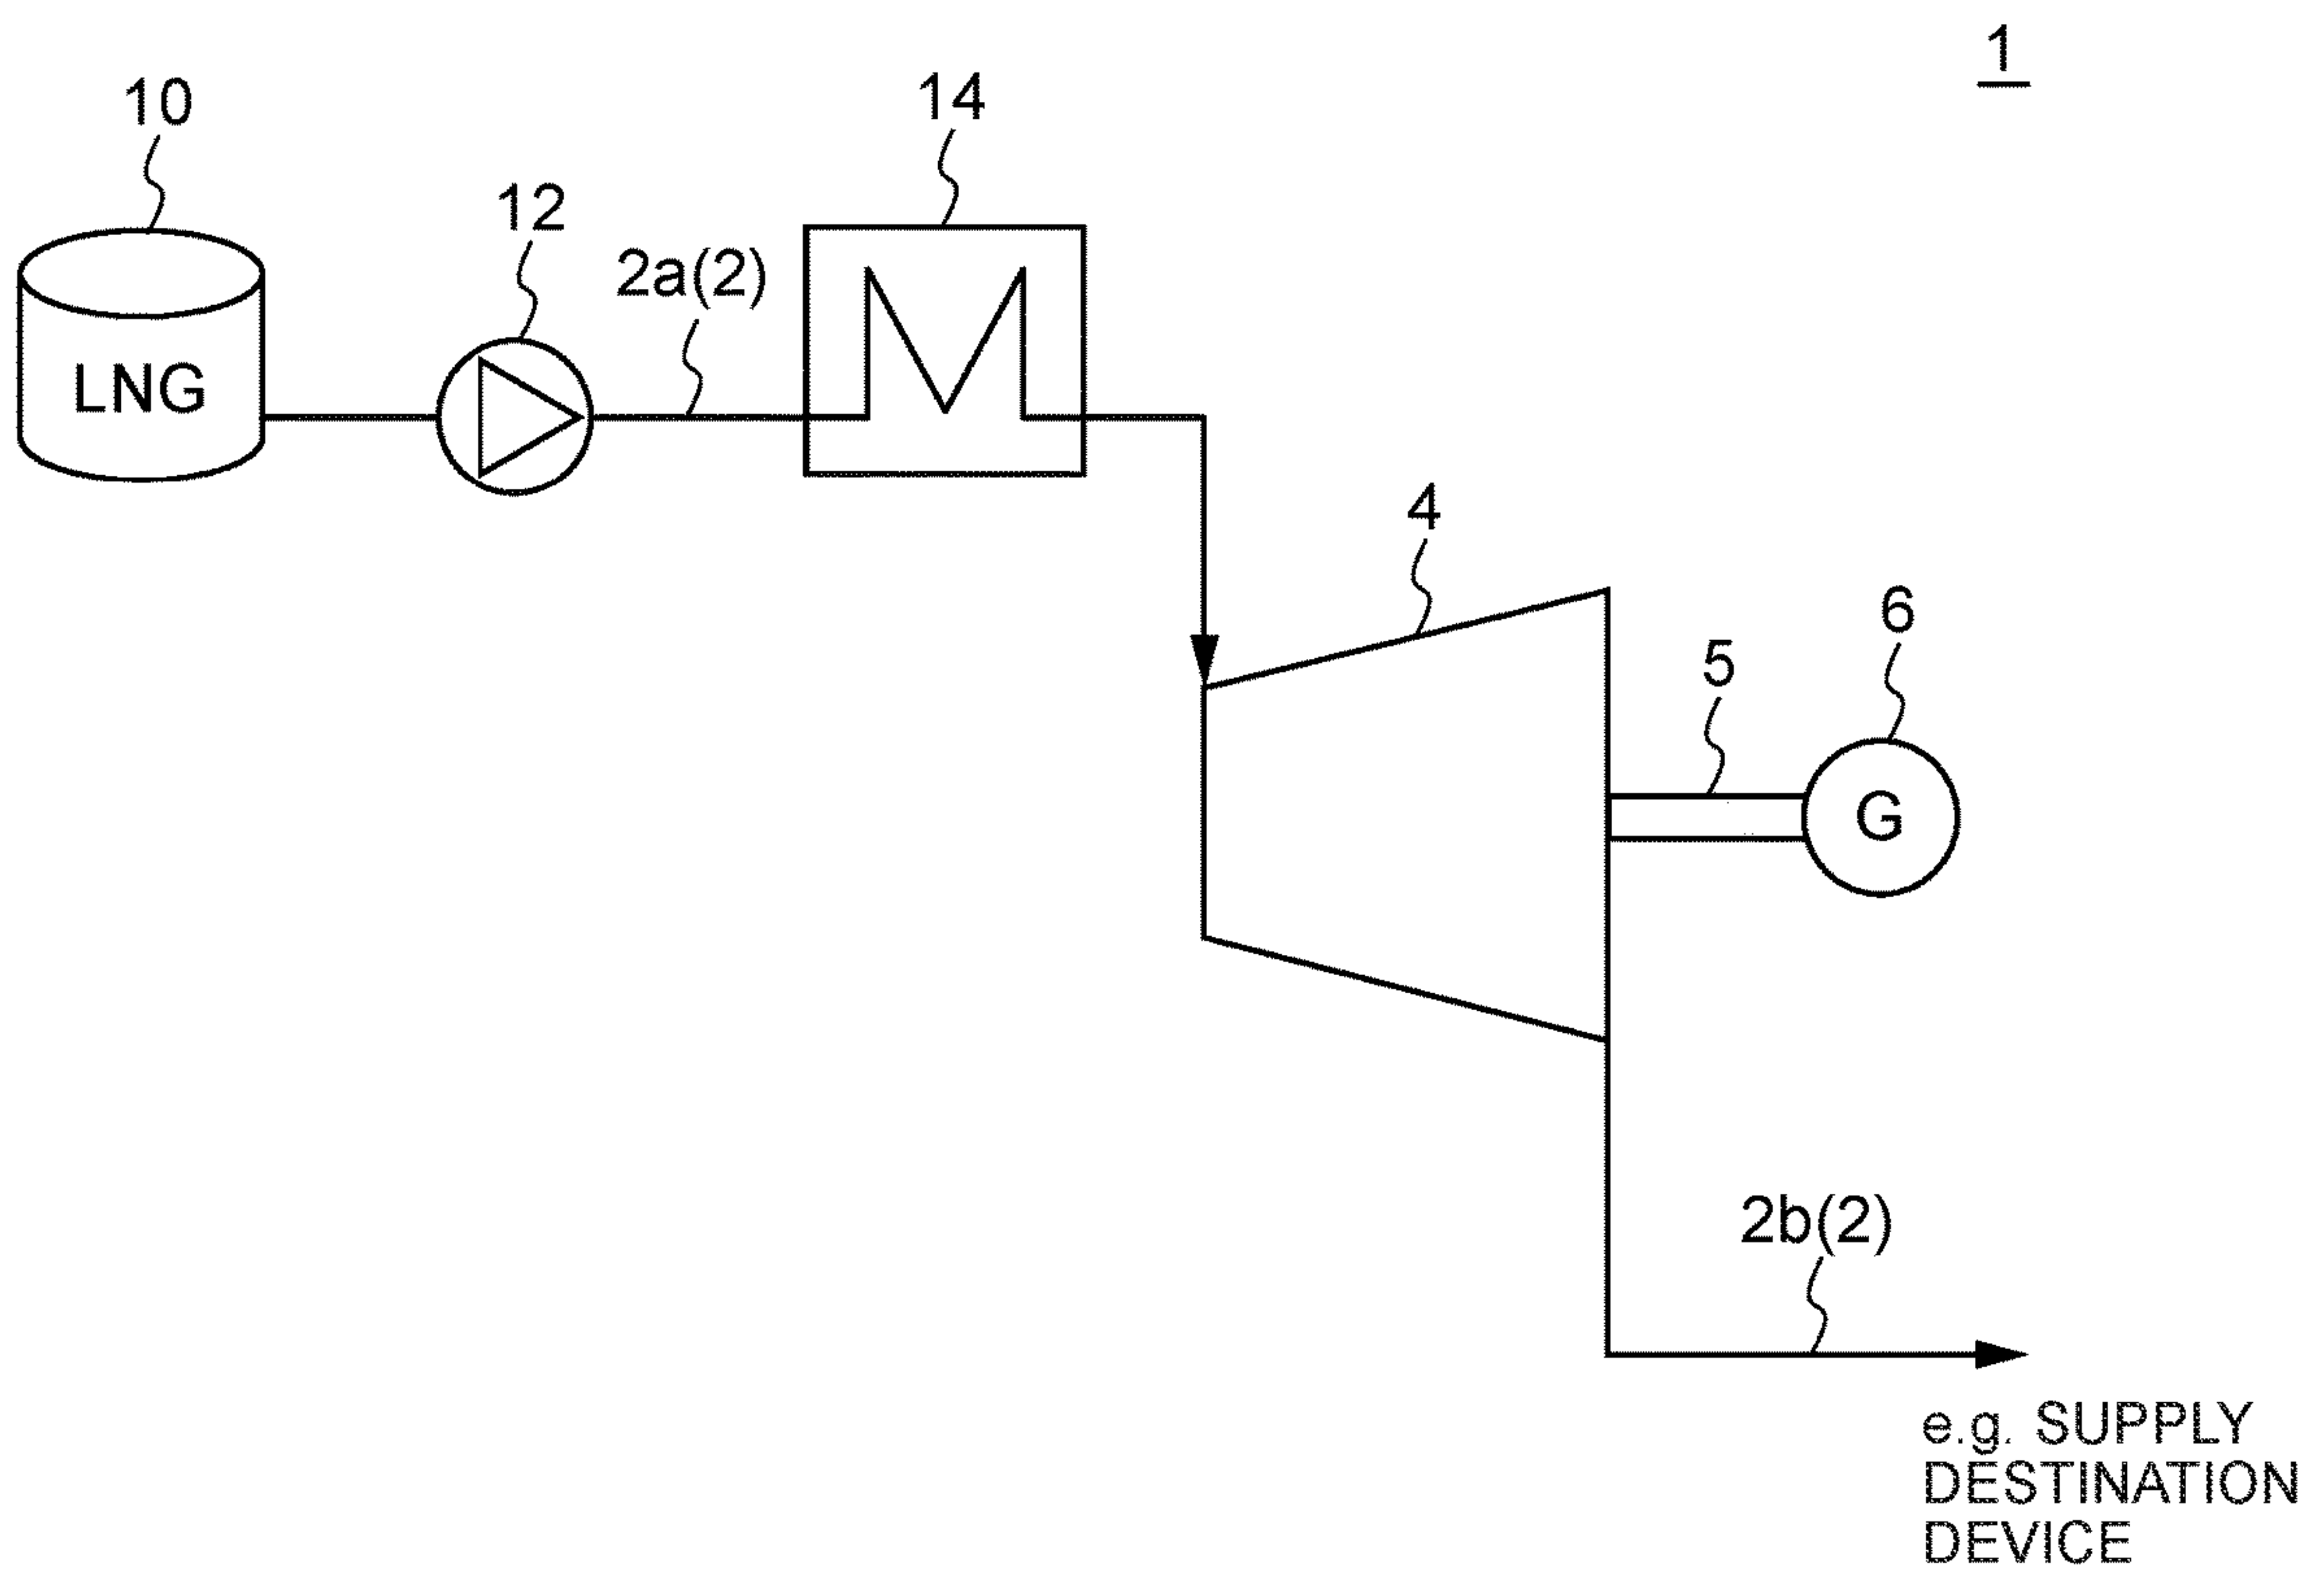 1
10
14
12
2a(2)
LNG
4
6
5
G
2b(2)
e.g. SUPPLY
DESTINATION
DEVICE